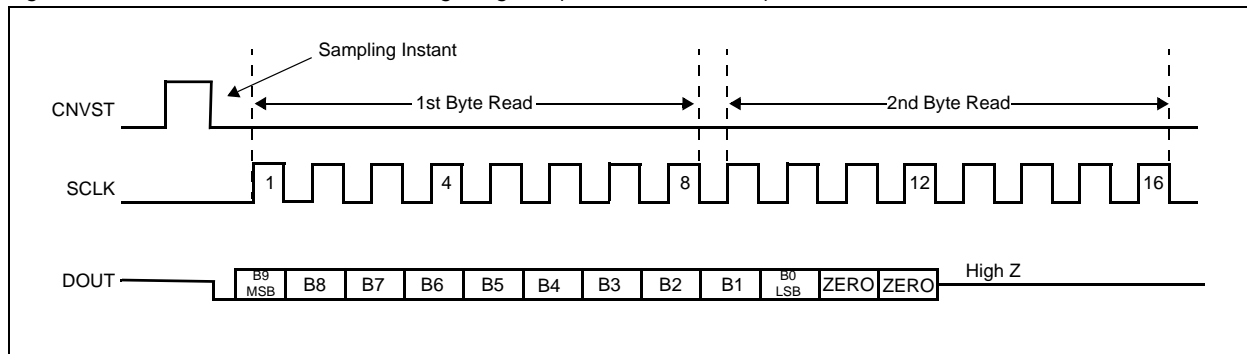 Sampling Instant
CNVST
1st Byte Read
2nd Byte Read
SCLK
1
4
8
12
16
DOUT
B9
MSB
B8
B7
B6
B5
B4
B3
B2
B1
B0
LSB
ZERO
ZERO
High Z